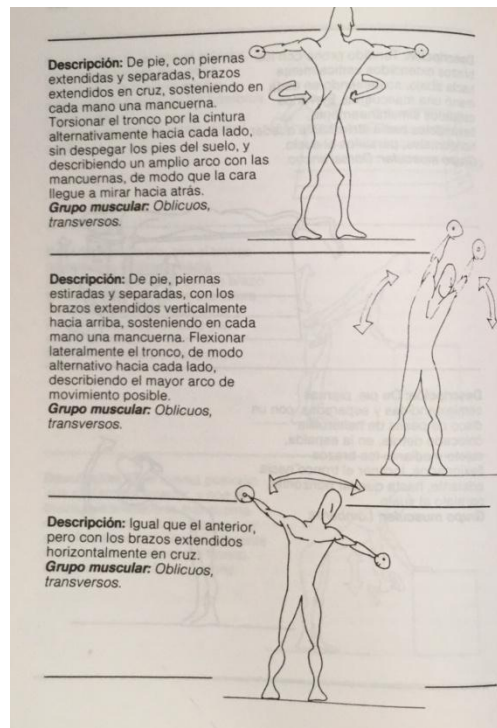 Descripción: De pie, con piernas
extendidas y separadas, brazos
extendidos en cruz, sosteniendo en
cada mano una mancuerna.
Torsionar el tronco por la cintura
alternativamente hacia cada lado,
sin despegar los pies del suelo, y
describiendo un amplio arco con las
mancuernas, de modo que la cara
llegue a mirar hacia atrás.
Grupo muscular: Oblicuos,
transversos.
Descripción: De pie, piernas
estiradas y separadas, con los
brazos extendidos verticalmente
hacia arriba, sosteniendo en cada
mano una mancuerna. Flexionar
lateralmente el tronco, de modo
alternativo hacia cada lado,
describiendo el mayor arco de
movimiento posible.
Grupo muscular: Oblicuos,
transversos.
Descripción: Igual que el anterior,
pero con los brazos extendidos
horizontalmente en cruz.
Grupo muscular: Oblicuos,
transversos.